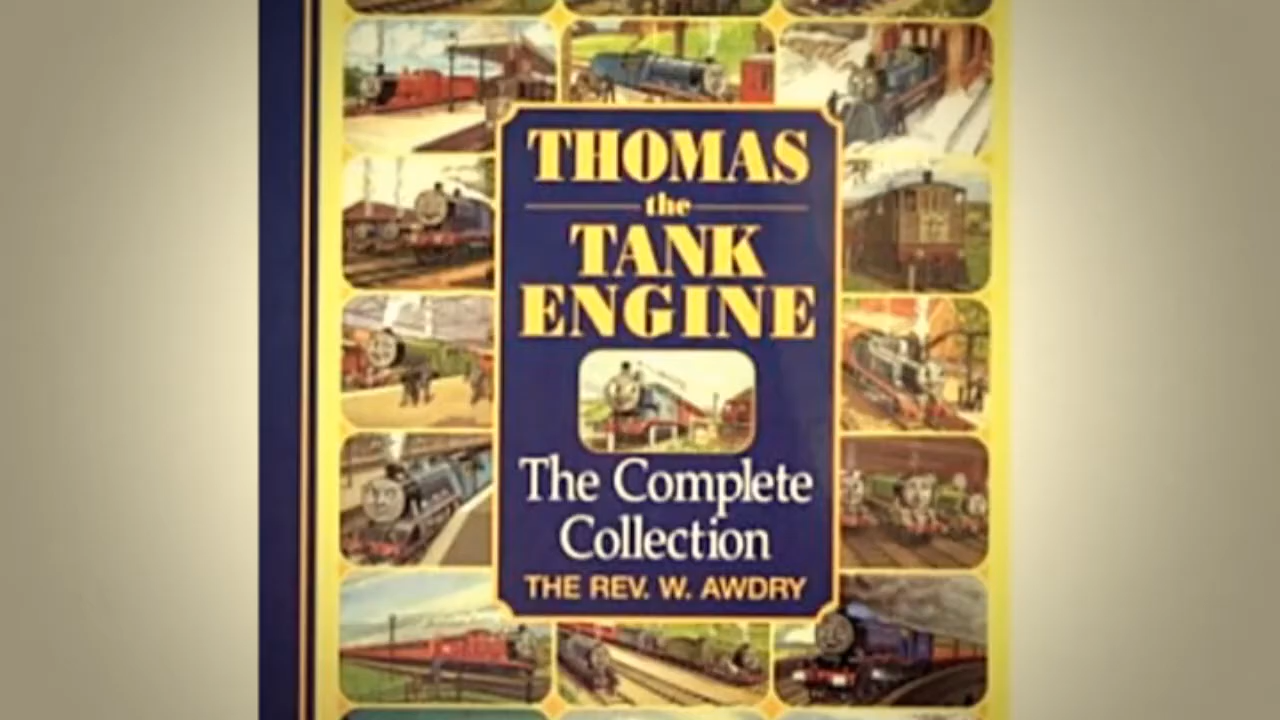 THOMAS
the
TANK
ENGINE
The Complete
Collection
THE REV. W. AWDRY